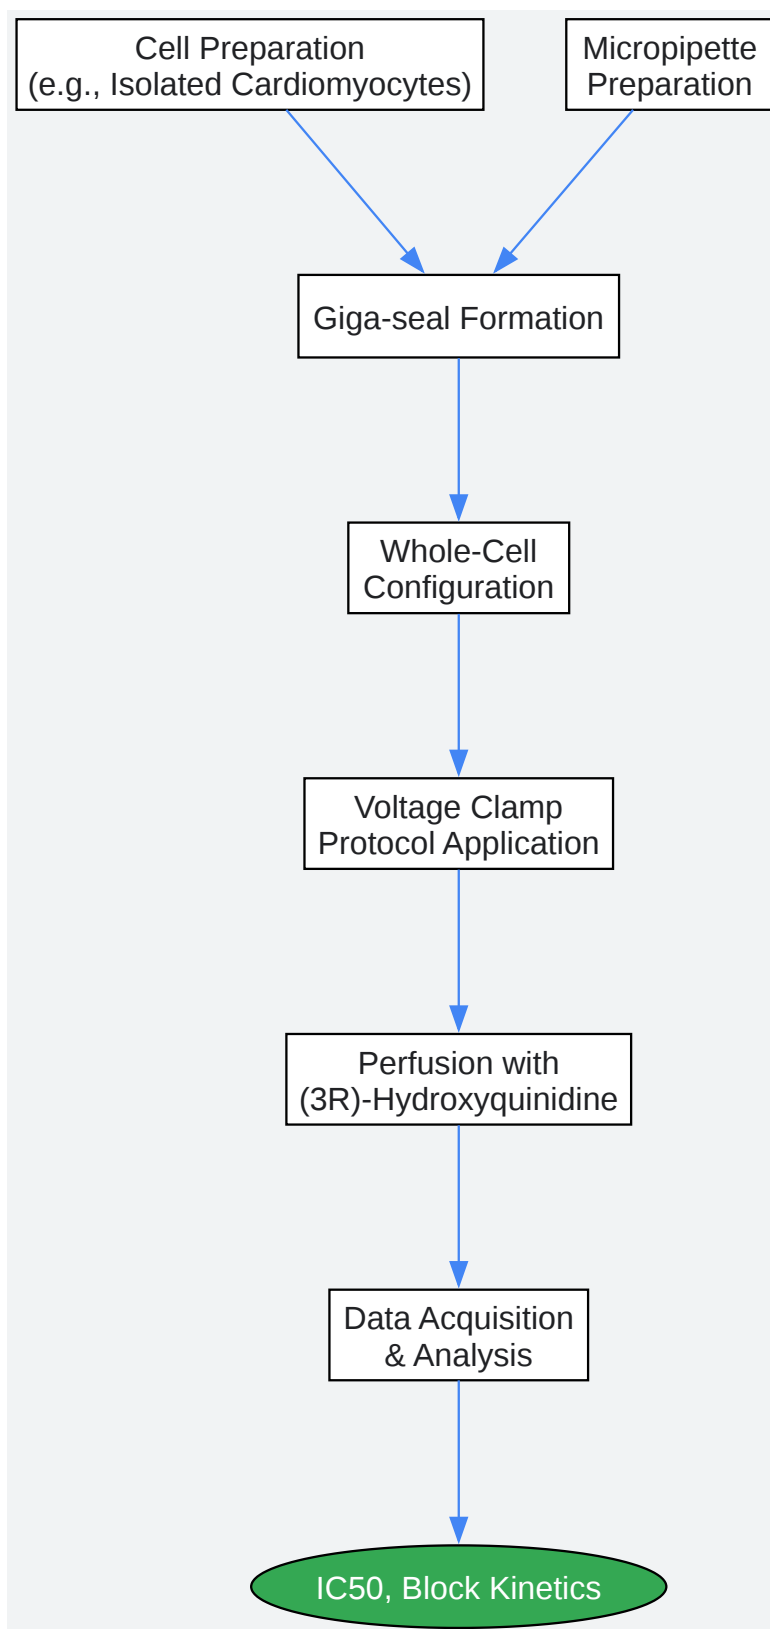 Cell Preparation
(e.g., Isolated Cardiomyocytes)
Micropipette
Preparation
Giga-seal Formation
Whole-Cell
Configuration
Voltage Clamp
Protocol Application
Perfusion with
(3R)-Hydroxyquinidine
Data Acquisition
& Analysis
IC50, Block Kinetics